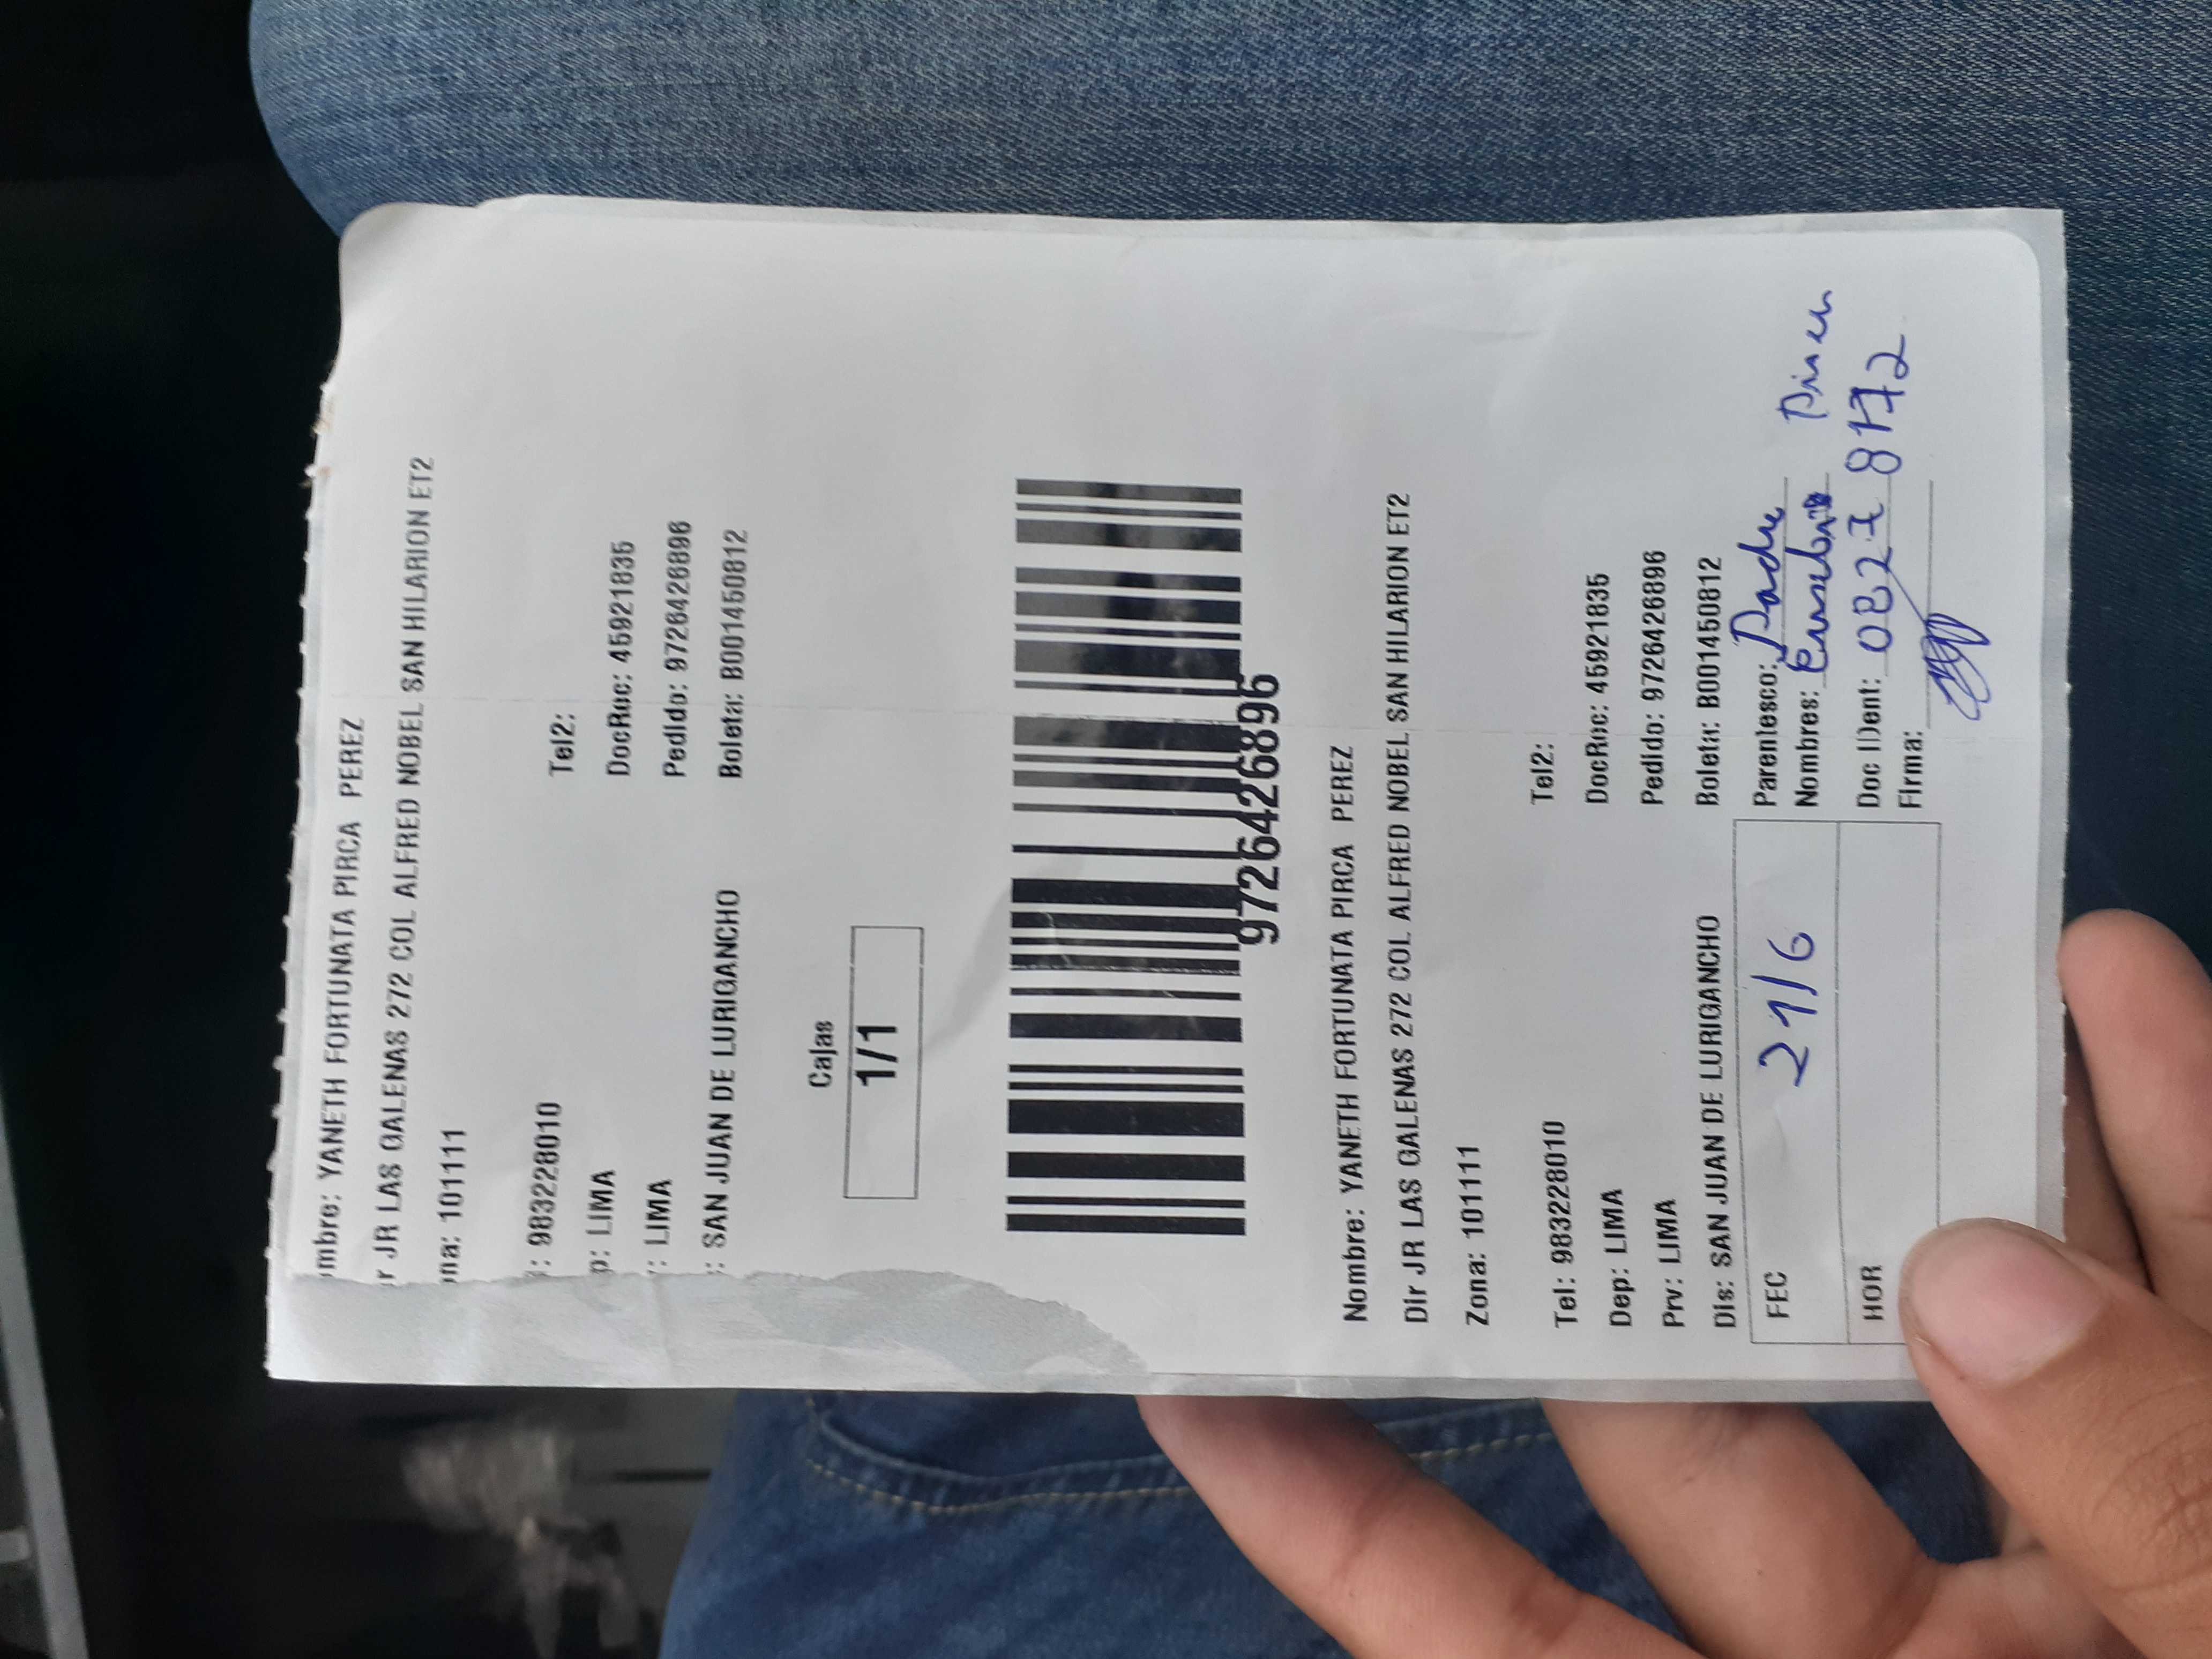 mbre: YANETH FORTUNATA PIRCA PEREZ
r JR LAS GALENAS 272 COL ALFRED NOBEL SAN HILARION ET2
ona: 101111
: 983228010 Tel2:
p: LIMA DocRec: 45921835
: LIMA Pedido: 9726426896
: SAN JUAN DE LURIGANCHO Boleta: B001450812
Cajas
1/1
9726426896
Nombre: YANETH FORTUNATA PIRCA PEREZ
Dir JR LAS GALENAS 272 COL ALFRED NOBEL SAN HILARION ET2
Zona: 101111
Tel: 983228010 Tel2:
Dep: LIMA DocRec: 45921835
Prv: LIMA Pedido: 9726426896
Dis: SAN JUAN DE LURIGANCHO Boleta: B001450812
FEC 21/6 Parentesco: Padre
Nombres:
HOR Doc IDent: 08278172
Firma: